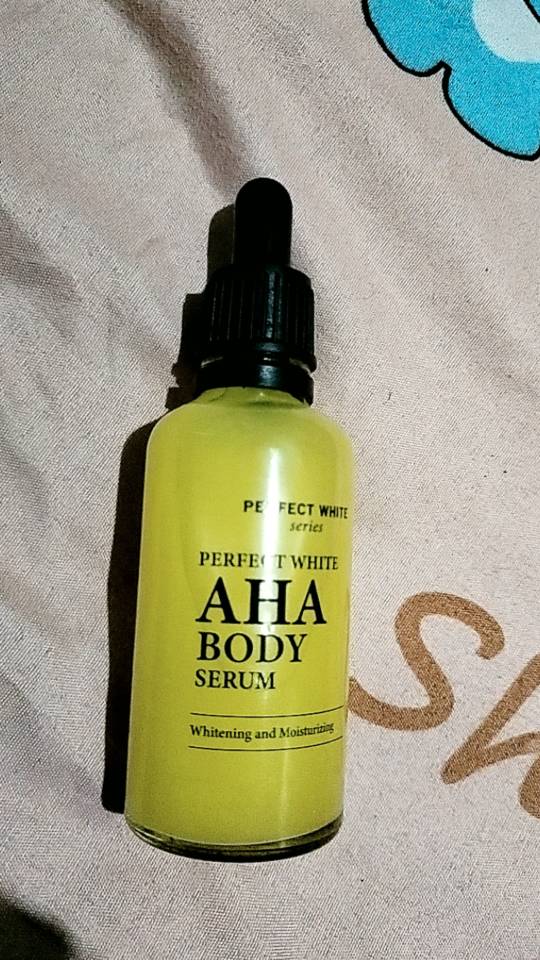 PERFECT WHITE
series
PERFECT WHITE
AHA
BODY
SERUM
Whitening and Moisturizing